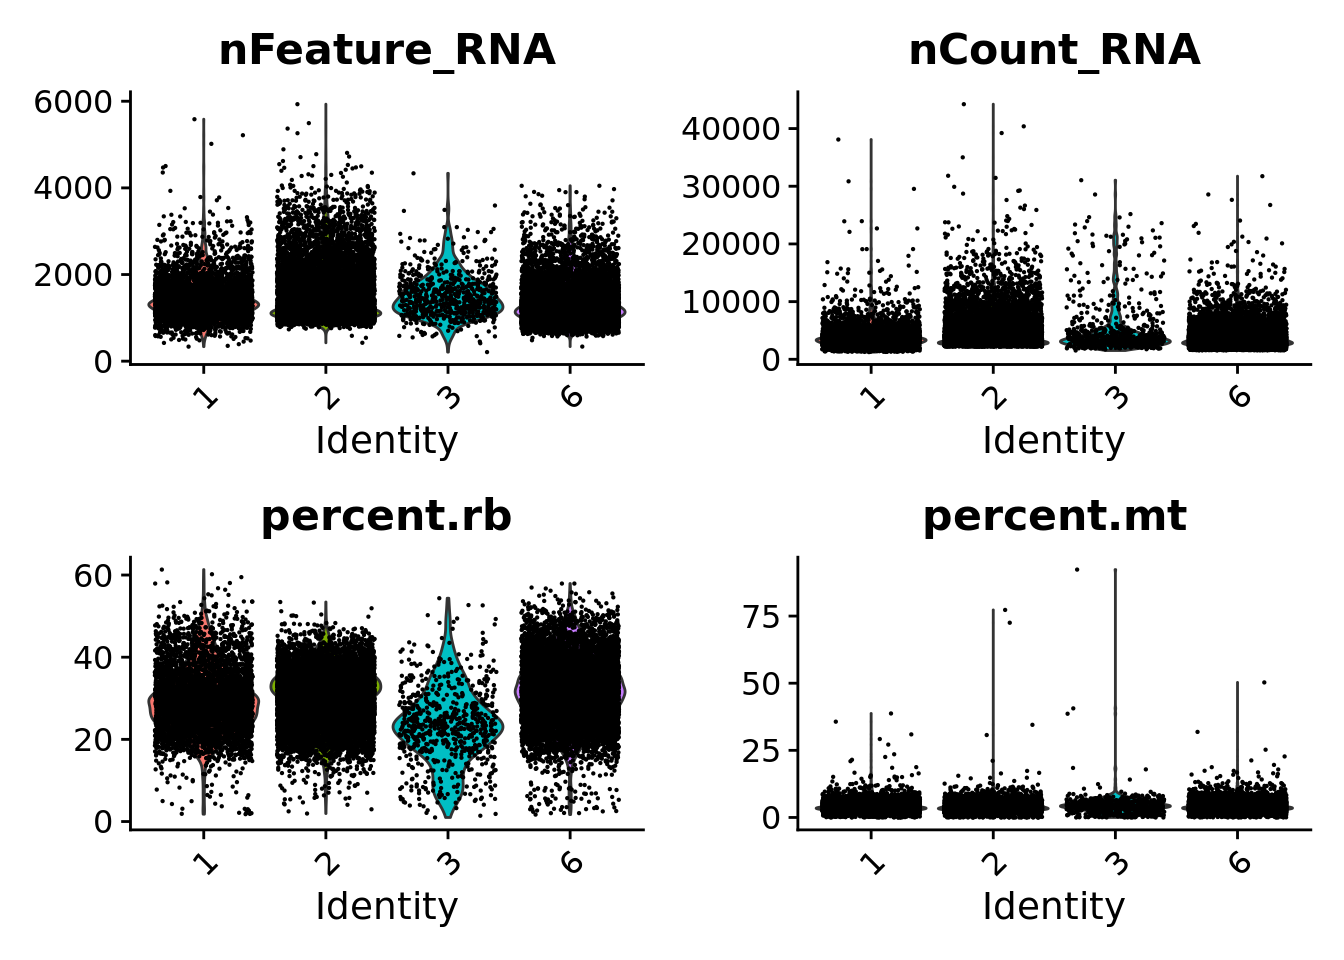 nFeature_RNA
6000
4000
2000
0
1 2 3 6
Identity
nCount_RNA
40000
30000
20000
10000
0
1 2 3 6
Identity
percent.rb
60
40
20
0
1 2 3 6
Identity
percent.mt
75
50
25
0
1 2 3 6
Identity